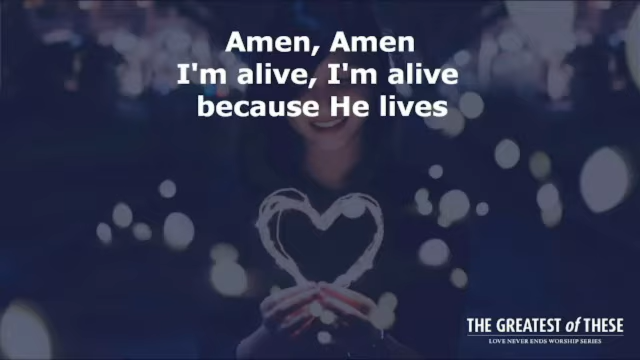 Amen, Amen
I'm alive, I'm alive
because He lives
THE GREATEST of THESE
LOVE NEVER ENDS WORSHIP SERIES